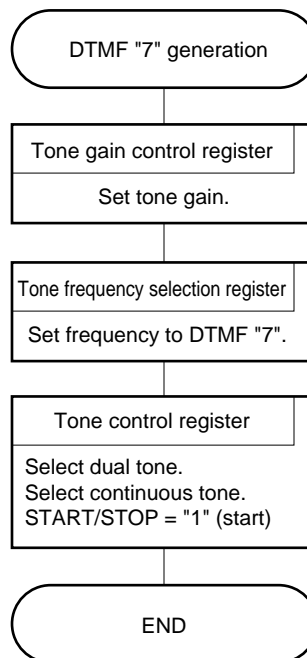 DTMF "7" generation
Tone gain control register
Set tone gain.
Tone frequency selection register
Set frequency to DTMF "7".
Tone control register
Select dual tone.
Select continuous tone.
START/STOP = "1" (start)
END